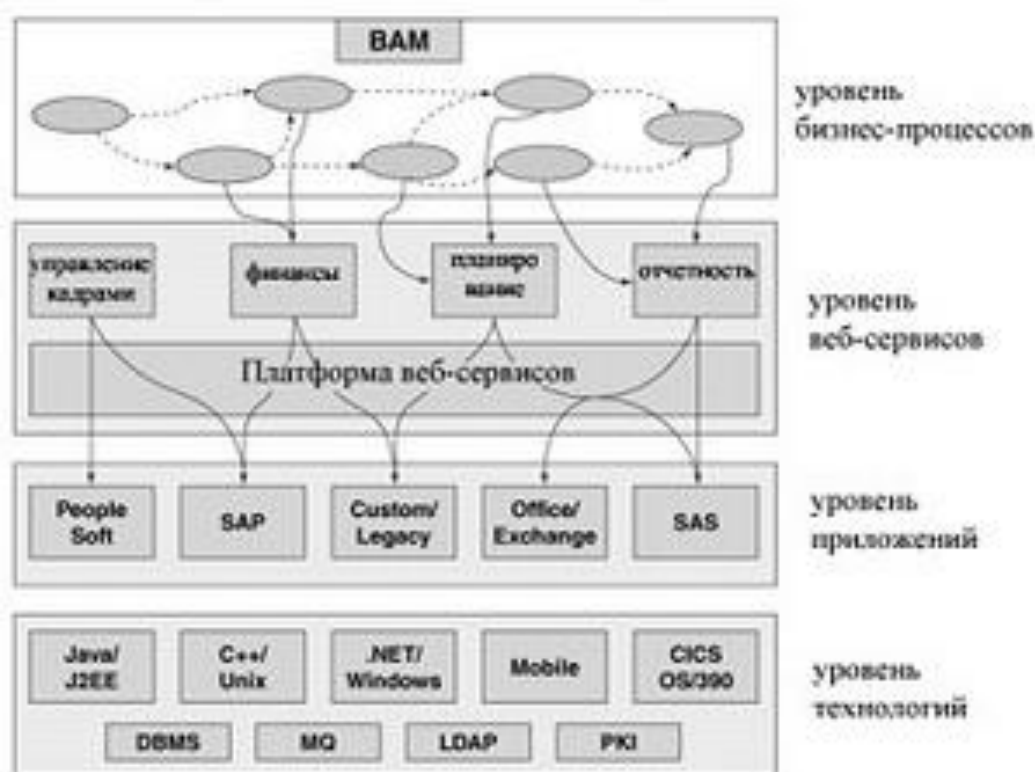 BAM
уровень
бизнес-процессов
управление
кадрами
финансы
планиро
вание
отчетность
уровень
веб-сервисов
Платформа веб-сервисов
People
Soft
SAP
Custom/
Legacy
Office/
Exchange
SAS
уровень
приложений
Java/
J2EE
C++/
Unix
.NET/
Windows
Mobile
CICS
OS/390
уровень
технологий
DBMS
MQ
LDAP
PKI